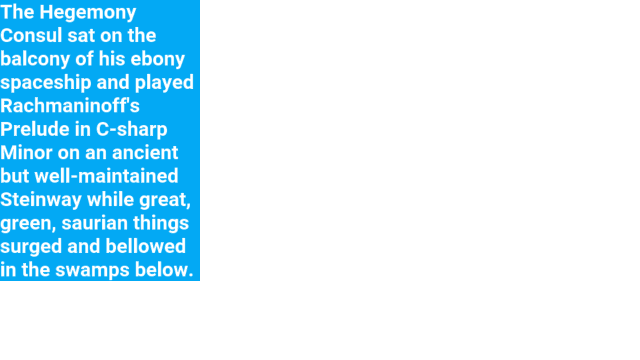 The Hegemony
Consul sat on the
balcony of his ebony
spaceship and played
Rachmaninoff's
Prelude in C-sharp
Minor on an ancient
but well-maintained
Steinway while great,
green, saurian things
surged and bellowed
in the swamps below.